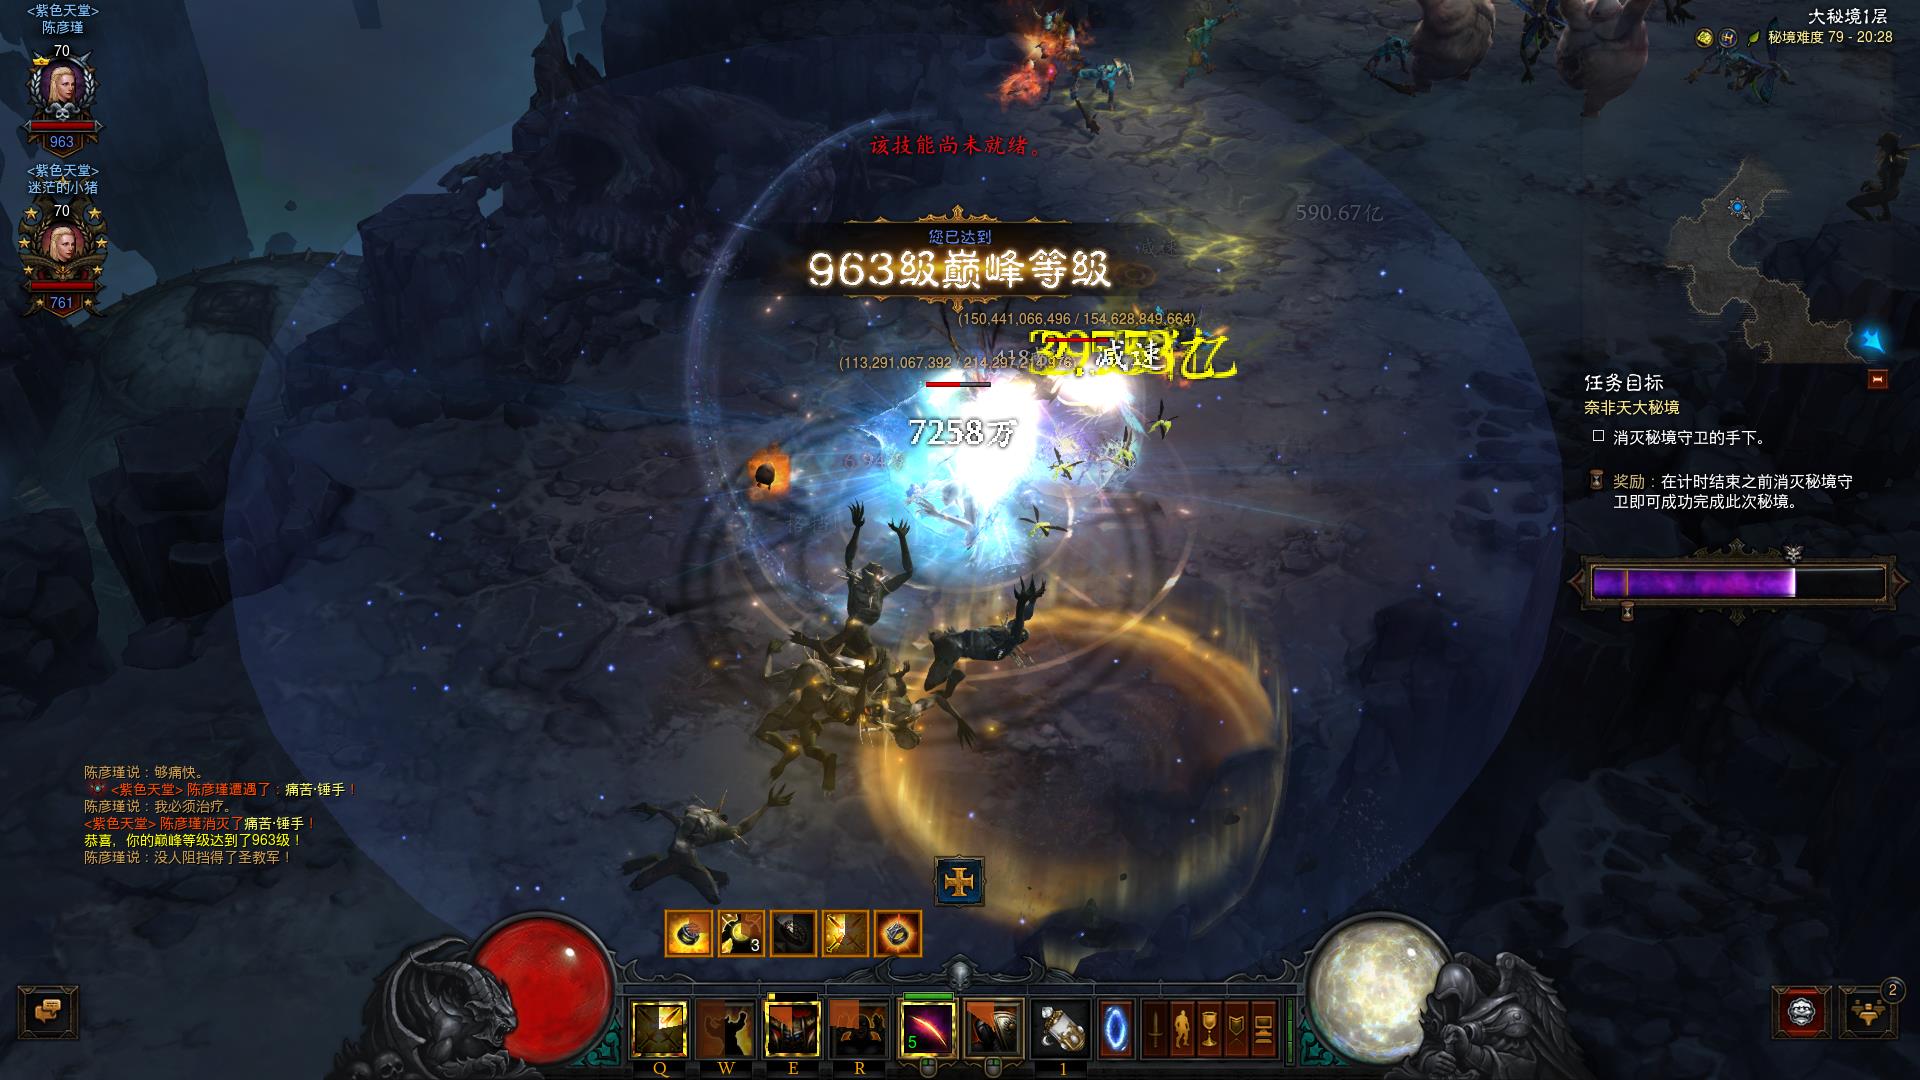 <紫色天堂>
陈彦瑾
70
963
<紫色天堂>
迷茫的小猪
70
761
大秘境1层
秘境难度 79 - 20:28
该技能尚未就绪。
590.67亿
减速
您已达到
963级巅峰等级
(150,441,066,496 / 154,628,849,664)
减速
亿
7258万
任务目标
奈非天大秘境
消灭秘境守卫的手下。
奖励：在计时结束之前消灭秘境守
卫即可成功完成此次秘境。
陈彦瑾说：够痛快。
<紫色天堂> 陈彦瑾遭遇了：痛苦·锤手！
陈彦瑾说：我必须治疗。
<紫色天堂> 陈彦瑾消灭了痛苦·锤手！
恭喜，你的巅峰等级达到了963级！
陈彦瑾说：没人阻挡得了圣教军！
3
5
Q
W
E
R
1
2